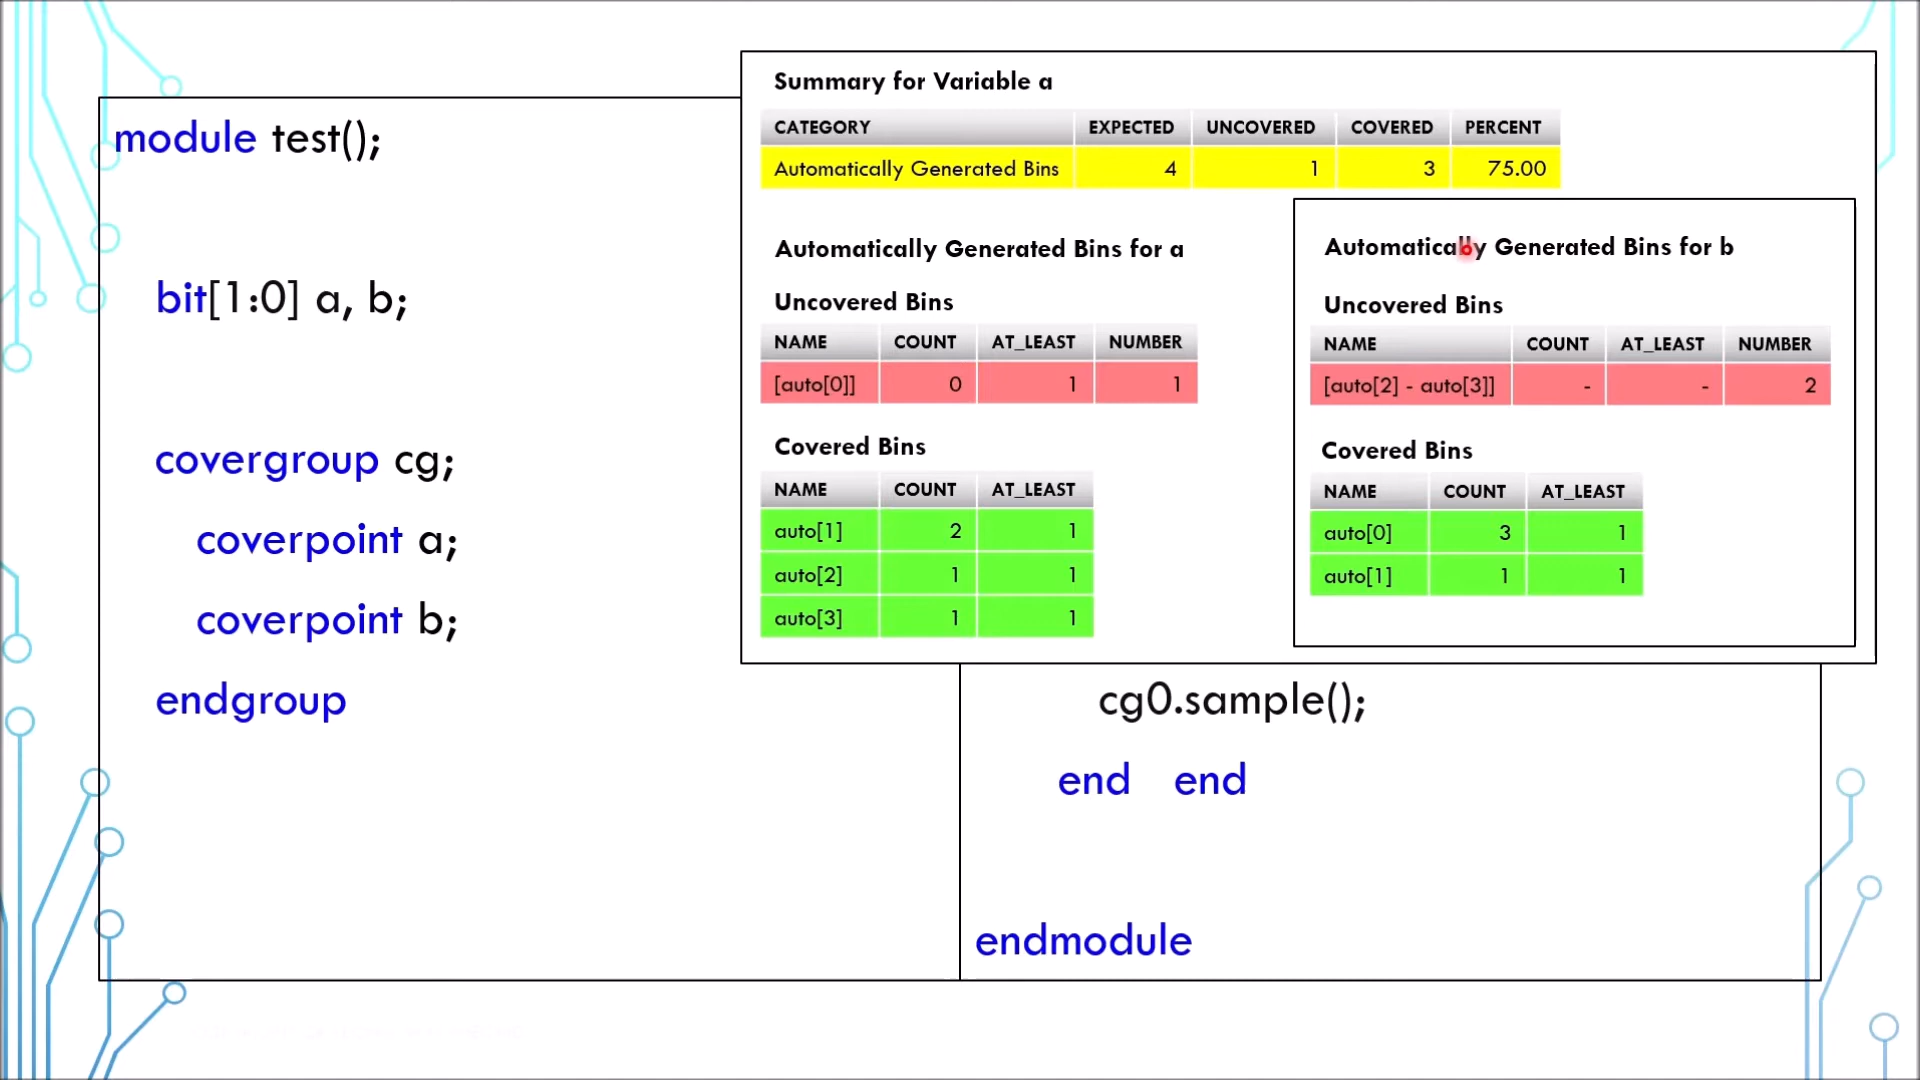 module test();
bit[1:0] a, b;
covergroup cg;
coverpoint a;
coverpoint b;
endgroup
Summary for Variable a
CATEGORY EXPECTED UNCOVERED COVERED PERCENT
Automatically Generated Bins 4 1 3 75.00
Automatically Generated Bins for a
Uncovered Bins
NAME COUNT AT_LEAST NUMBER
[auto[0]] 0 1 1
Covered Bins
NAME COUNT AT_LEAST
auto[1] 2 1
auto[2] 1 1
auto[3] 1 1
Automatically Generated Bins for b
Uncovered Bins
NAME COUNT AT_LEAST NUMBER
[auto[2] - auto[3]] - - 2
Covered Bins
NAME COUNT AT_LEAST
auto[0] 3 1
auto[1] 1 1
cg0.sample();
end end
endmodule